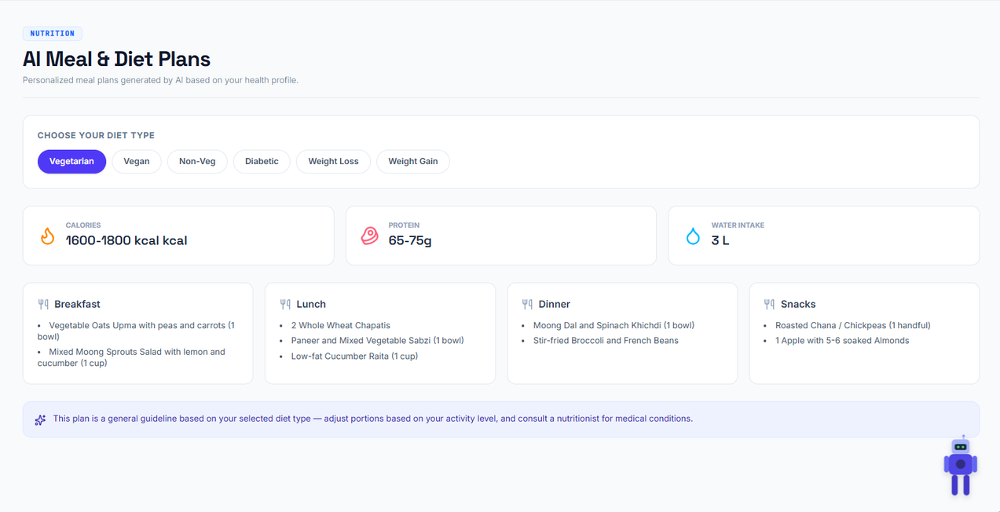 NUTRITION
AI Meal & Diet Plans
Personalized meal plans generated by AI based on your health profile.
CHOOSE YOUR DIET TYPE
Vegetarian
Vegan
Non-Veg
Diabetic
Weight Loss
Weight Gain
CALORIES
1600-1800 kcal kcal
PROTEIN
65-75g
WATER INTAKE
3 L
Breakfast
• Vegetable Oats Upma with peas and carrots (1
bowl)
• Mixed Moong Sprouts Salad with lemon and
cucumber (1 cup)
Lunch
• 2 Whole Wheat Chapatis
• Paneer and Mixed Vegetable Sabzi (1 bowl)
• Low-fat Cucumber Raita (1 cup)
Dinner
• Moong Dal and Spinach Khichdi (1 bowl)
• Stir-fried Broccoli and French Beans
Snacks
• Roasted Chana / Chickpeas (1 handful)
• 1 Apple with 5-6 soaked Almonds
This plan is a general guideline based on your selected diet type — adjust portions based on your activity level, and consult a nutritionist for medical conditions.